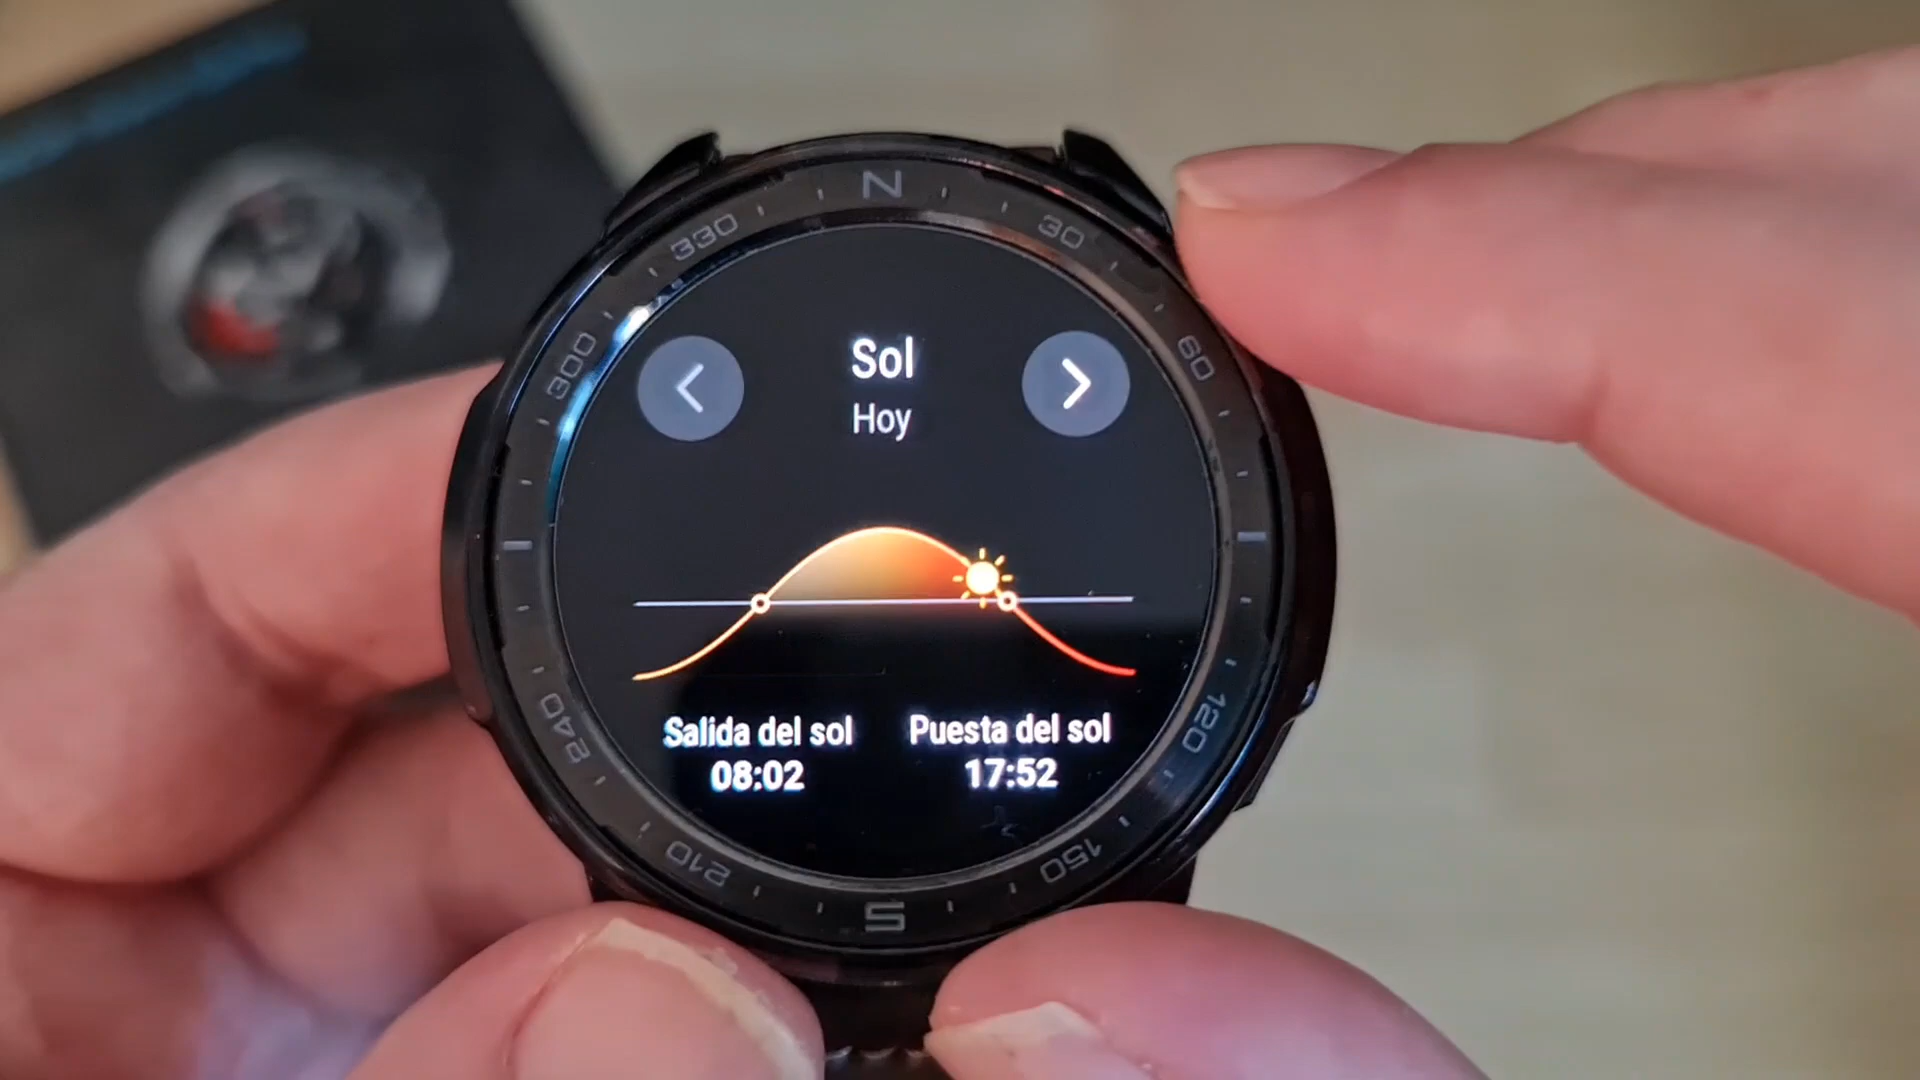 N
30
60
120
150
S
210
240
300
330
Sol
Hoy
Salida del sol
08:02
Puesta del sol
17:52